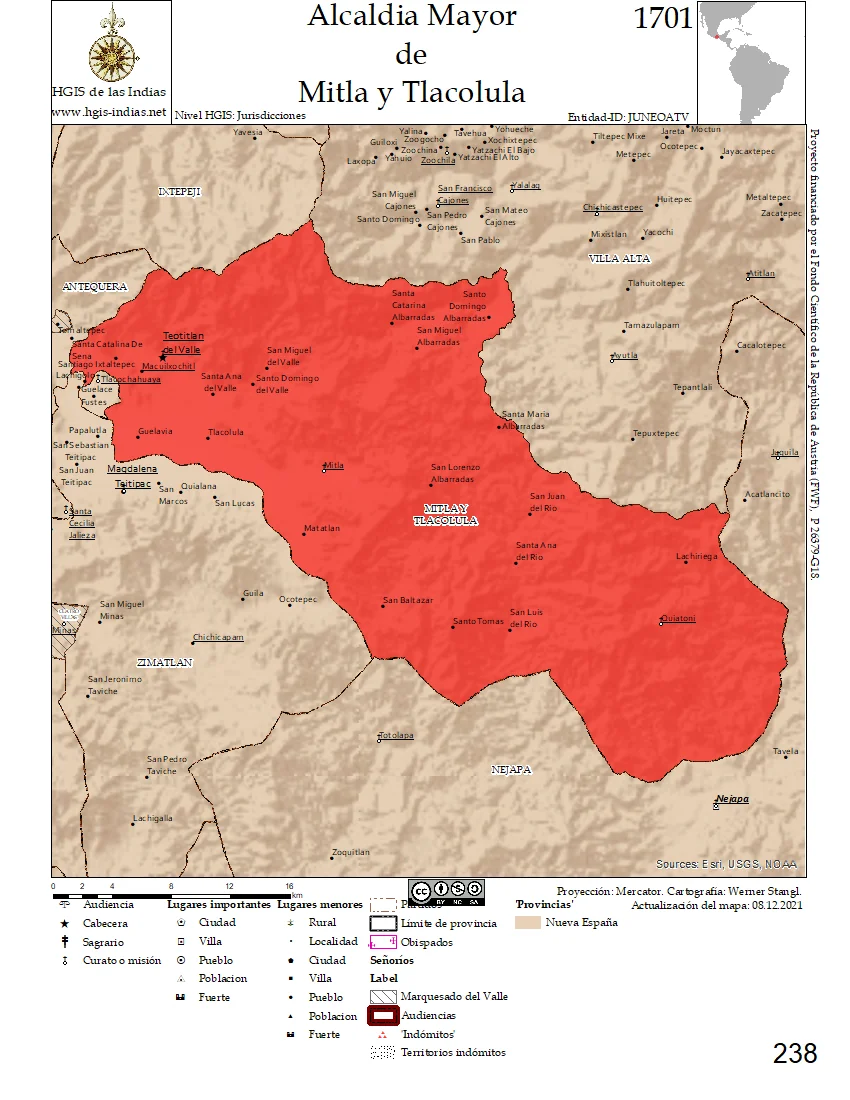 Alcaldia Mayor
de
Mitla y Tlacolula
1701
HGIS de las Indias
www.hgis-indias.net
Nivel HGIS: Jurisdicciones
Entidad-ID: JUNEOATV
Proyecto financiado por el Fondo Científico de la República de Austria (FWF), P 26379-G18.
Yavesia
Yalina
Zoogocho
Tavehua
Yohueche
Guiloxi
Xochixtepec
Zoochina
Yatzachi El Bajo
Laxopa
Yahuio
Zoochila
Yatzachi El Alto
Tiltepec Mixe
Jareta
Moctun
Ocotepec
Metepec
Jayacaxtepec
INTEPEJI
San Miguel
Cajones
San Francisco
Cajones
Yalalag
Santo Domingo
San Pedro
Cajones
San Mateo
Cajones
San Pablo
Chichicastepec
Huitepec
Metaltepec
Zacatepec
Mixistlan
Yacochi
VILLA ALTA
Atitlan
Tlahuitoltepec
ANTEQUERA
Santa
Catarina
Albarradas
Santo
Domingo
Albarradas
San Miguel
Albarradas
Tamazulapam
Ayutla
Cacalotepec
Tepantlali
Tomaltepec
Santa Catalina De
Sena
Teotitlan
del Valle
Santiago Ixtaltepec
Macuilxochitl
Lachigolo
Tlacochahuaya
Guelace
Fustes
San Miguel
del Valle
Santa Ana
del Valle
Santo Domingo
del Valle
Santa Maria
Albarradas
Tepuxtepec
Papalutla
Guelavia
Tlacolula
San Sebastian
Teitipac
San Juan
Teitipac
Magdalena
Teitipac
San
Marcos
Quialana
San Lucas
Mitla
San Lorenzo
Albarradas
Juquila
Acatlancito
Santa
Cecilia
Jalieza
MITLA Y
TLACOLULA
San Juan
del Rio
Matatlan
Santa Ana
del Rio
Lachiriega
Guila
Ocotepec
San Baltazar
San Miguel
Minas
Minas
Santo Tomas
San Luis
del Rio
Quiatoni
Chichicapam
ZIMATLAN
San Jeronimo
Taviche
Totolapa
Tavela
San Pedro
Taviche
NEJAPA
Nejapa
Lachigalla
Zoquitlan
Sources: Esri, USGS, NOAA
0 2 4 8 12 16
km
CC BY NC SA
Proyección: Mercator. Cartografía: Werner Stangl.
Actualización del mapa: 08.12.2021
Audiencia
Cabecera
Sagrario
Curato o misión
Lugares importantes
Ciudad
Villa
Pueblo
Poblacion
Fuerte
Lugares menores
Rural
Localidad
Ciudad
Villa
Pueblo
Poblacion
Fuerte
Partidos
Límite de provincia
Obispados
Señoríos
Label
Marquesado del Valle
Audiencias
'Indómitos'
Territorios indómitos
'Provincias'
Nueva España
238